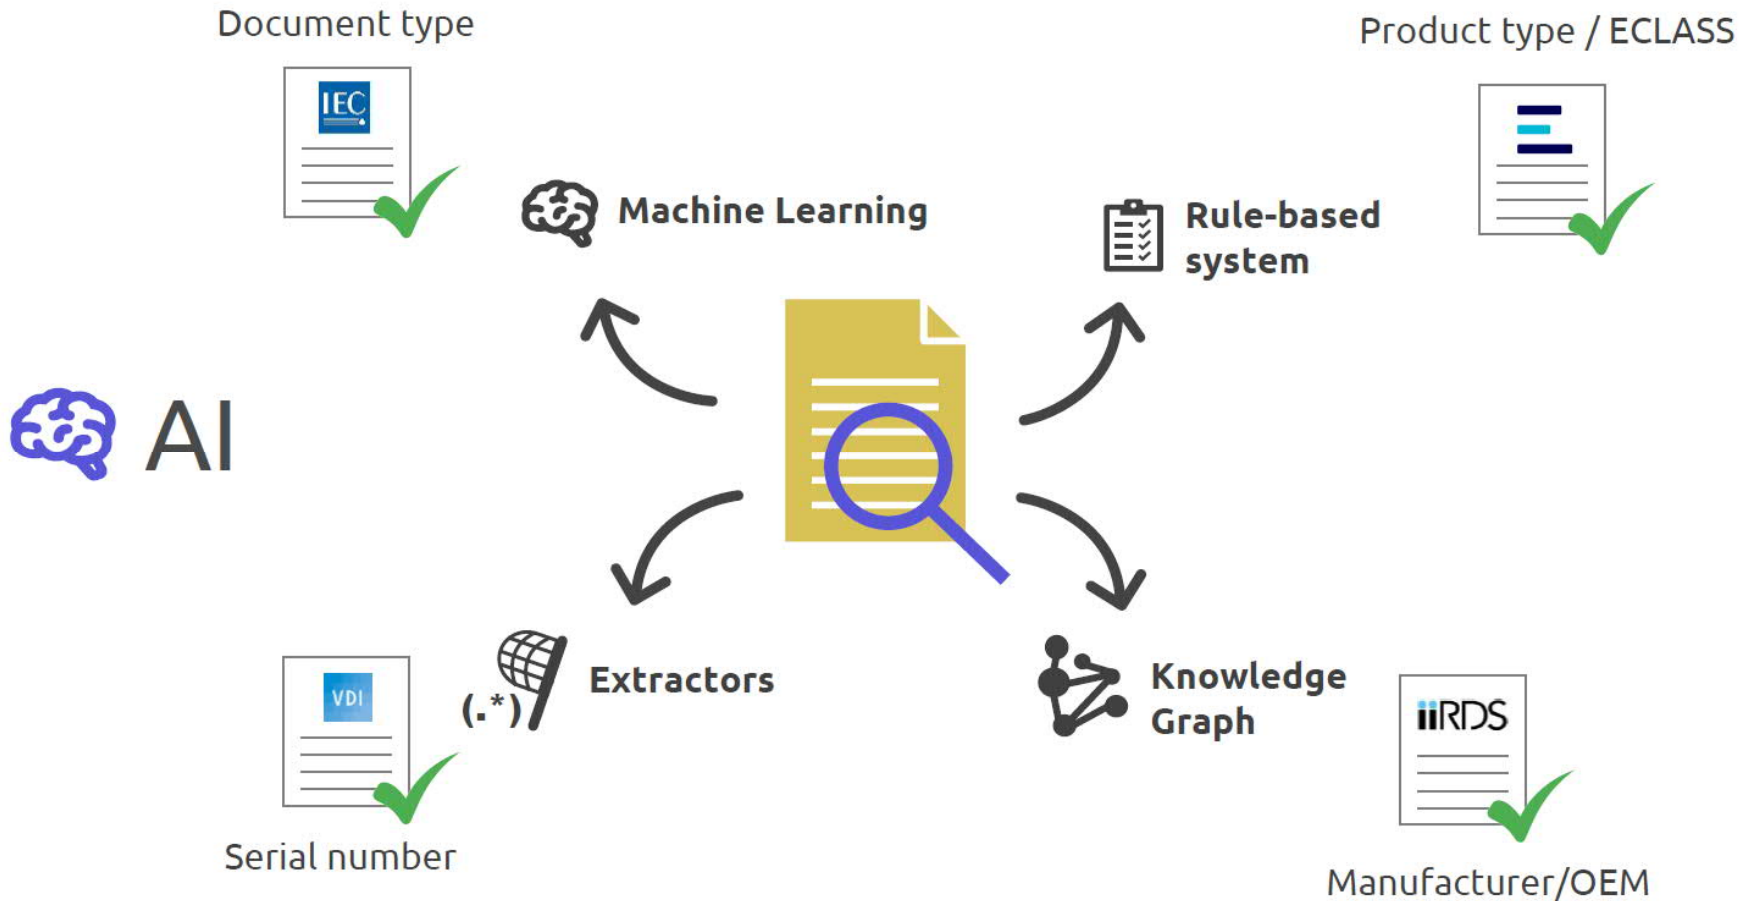 Document type
Product type / ECLASS
IEC
Machine Learning
Rule-based
system
AI
Extractors
(.*)
VDI
Knowledge
Graph
iiRDS
Serial number
Manufacturer/OEM